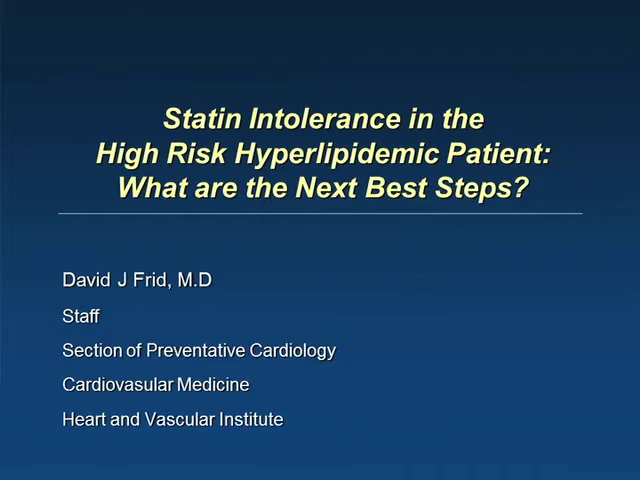 Statin Intolerance in the
High Risk Hyperlipidemic Patient:
What are the Next Best Steps?
David J Frid, M.D
Staff
Section of Preventative Cardiology
Cardiovasular Medicine
Heart and Vascular Institute